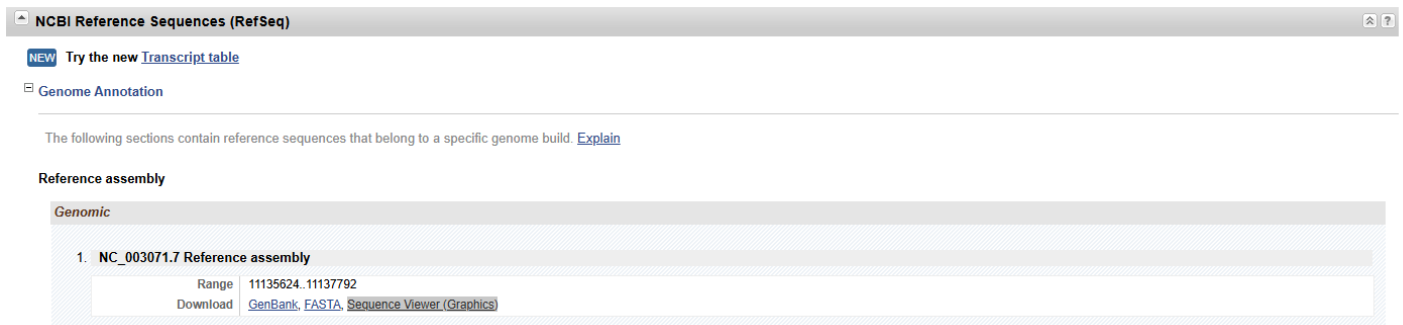 NCBI Reference Sequences (RefSeq)
NEW Try the new Transcript table
Genome Annotation
The following sections contain reference sequences that belong to a specific genome build. Explain
Reference assembly
Genomic
1. NC_003071.7 Reference assembly
Range 11135624..11137792
Download GenBank, FASTA, Sequence Viewer (Graphics)